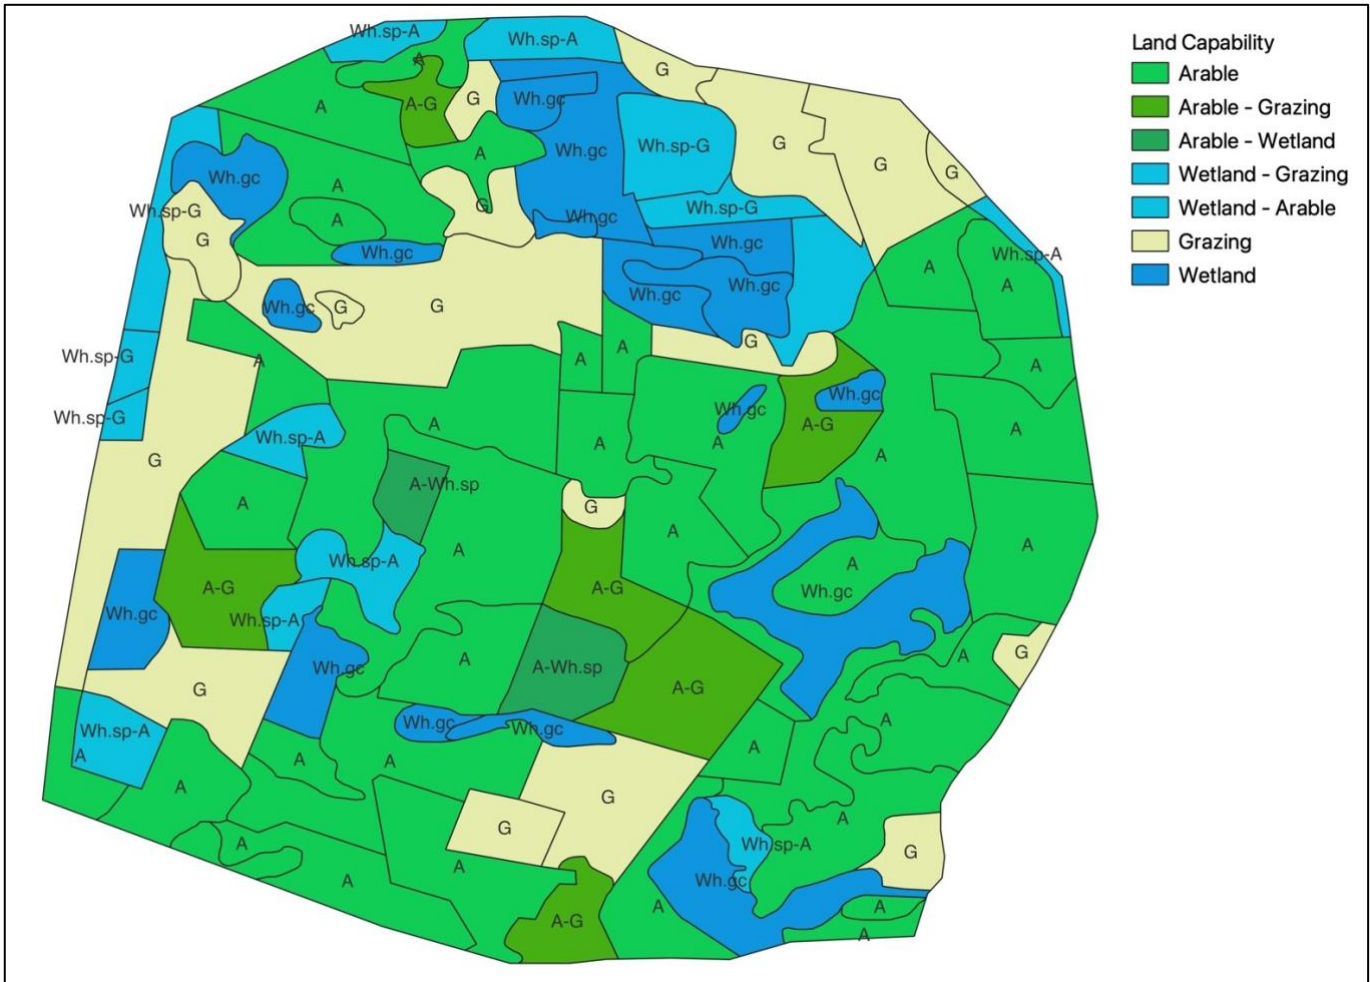 Land Capability
Arable
Arable - Grazing
Arable - Wetland
Wetland - Grazing
Wetland - Arable
Grazing
Wetland
Wh.sp-A
Wh.sp-A
A
G
A
A-G
G
Wh.gc
Wh.gc
Wh.sp-G
G
A
G
G
Wh.gc
A
Wh.sp-G
G
A
G
Wh.gc
Wh.sp-G
Wh.gc
Wh.gc
Wh.sp-A
A
A
Wh.gc
G
G
Wh.gc
Wh.gc
G
Wh.sp-G
A
A
A
A
Wh.gc
Wh.gc
Wh.sp-G
Wh.sp-A
A
A
A
A-G
A
A
G
A-Wh.sp
A
G
A
A
A
Wh.sp-A
A
A-G
A-G
Wh.gc
Wh.gc
Wh.sp-A
A
A
G
Wh.gc
A-Wh.sp
G
A-G
Wh.sp-A
A
Wh.gc
Wh.gc
A
A
A
A
A
G
A
G
A
Wh.sp-A
G
A
A
A
Wh.gc
A
A
A-G
A